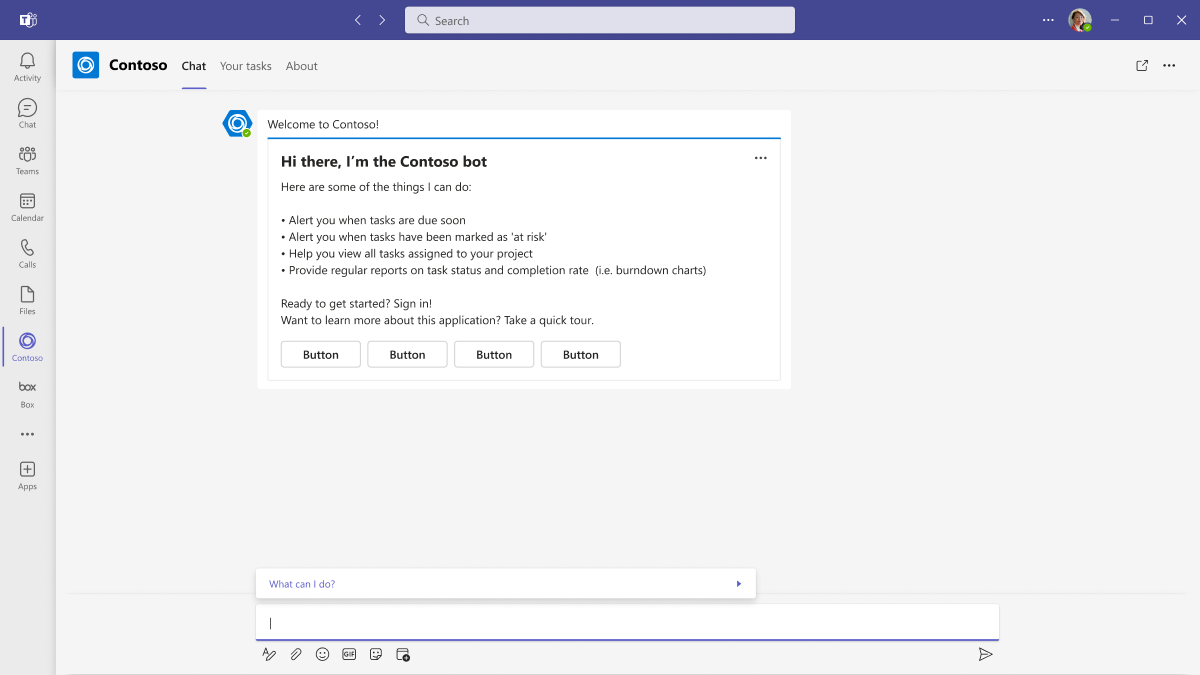 Search
Activity
Chat
Teams
Calendar
Calls
Files
Contoso
box
Box
Apps
Contoso
Chat
Your tasks
About
Welcome to Contoso!
Hi there, I’m the Contoso bot
Here are some of the things I can do:
• Alert you when tasks are due soon
• Alert you when tasks have been marked as ‘at risk’
• Help you view all tasks assigned to your project
• Provide regular reports on task status and completion rate (i.e. burndown charts)
Ready to get started? Sign in!
Want to learn more about this application? Take a quick tour.
Button
Button
Button
Button
What can I do?
GIF